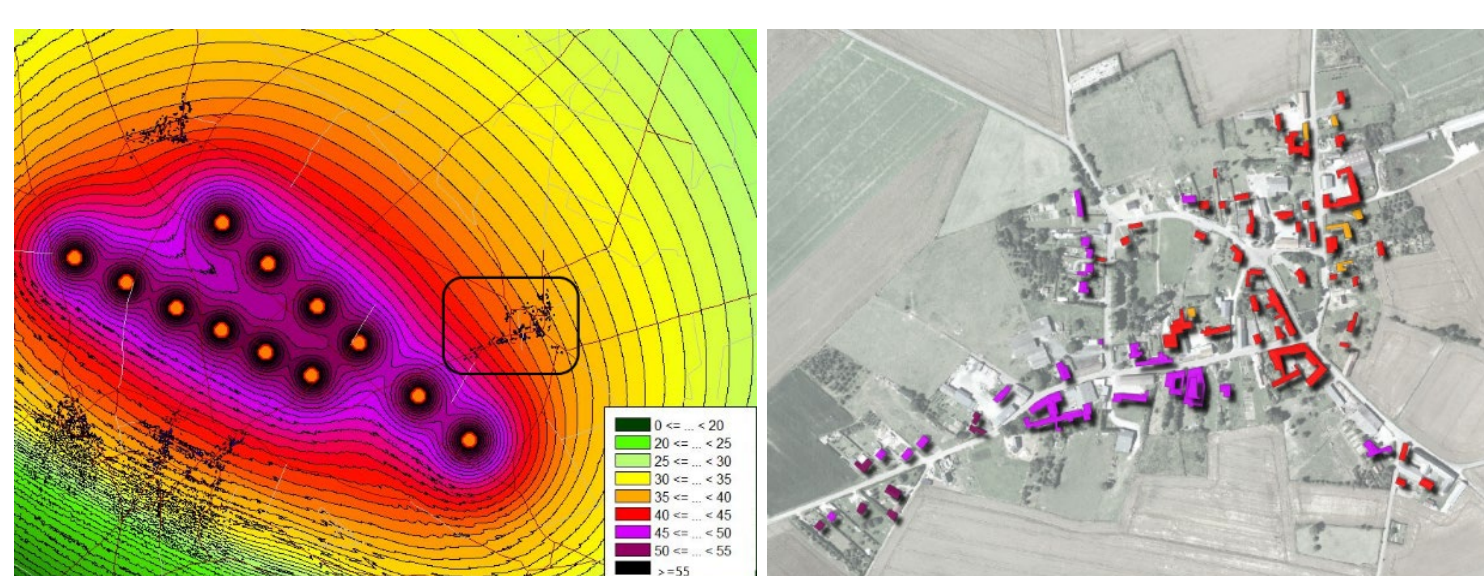 0 <= ... < 20
20 <= ... < 25
25 <= ... < 30
30 <= ... < 35
35 <= ... < 40
40 <= ... < 45
45 <= ... < 50
50 <= ... < 55
>=55